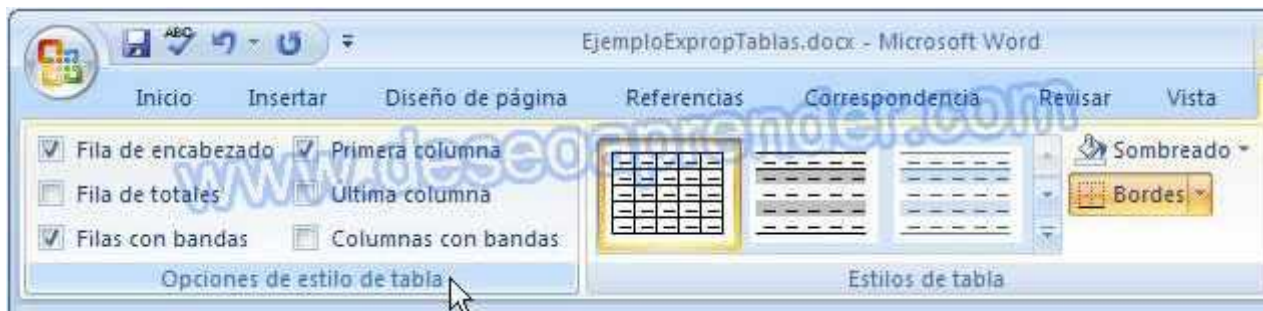 ABC
EjemploExpropTablas.docx - Microsoft Word
Inicio Insertar Diseño de página Referencias Correspondencia Revisar Vista
www.deseoaprender.com
Fila de encabezado Primera columna
Fila de totales Ultima columna
Filas con bandas Columnas con bandas
Opciones de estilo de tabla
Sombreado
Bordes
Estilos de tabla